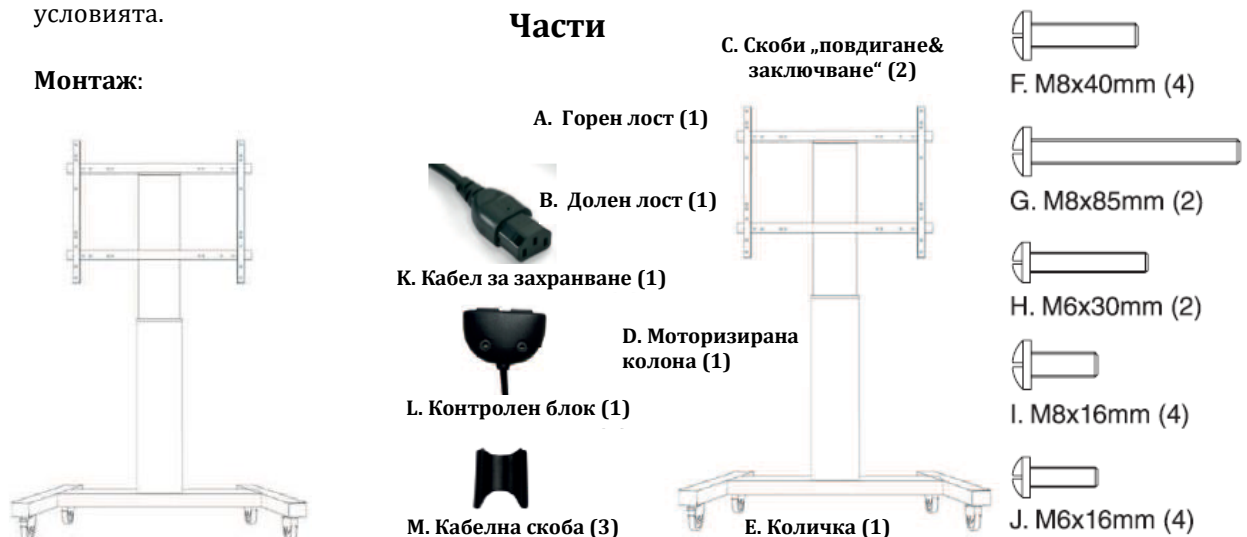 условията.
Монтаж:
Части
C. Скоби „повдигане&
заключване“ (2)
A. Горен лост (1)
B. Долен лост (1)
K. Кабел за захранване (1)
D. Моторизирана
колона (1)
L. Контролен блок (1)
M. Кабелна скоба (3)
E. Количка (1)
F. M8x40mm (4)
G. M8x85mm (2)
H. M6x30mm (2)
I. M8x16mm (4)
J. M6x16mm (4)